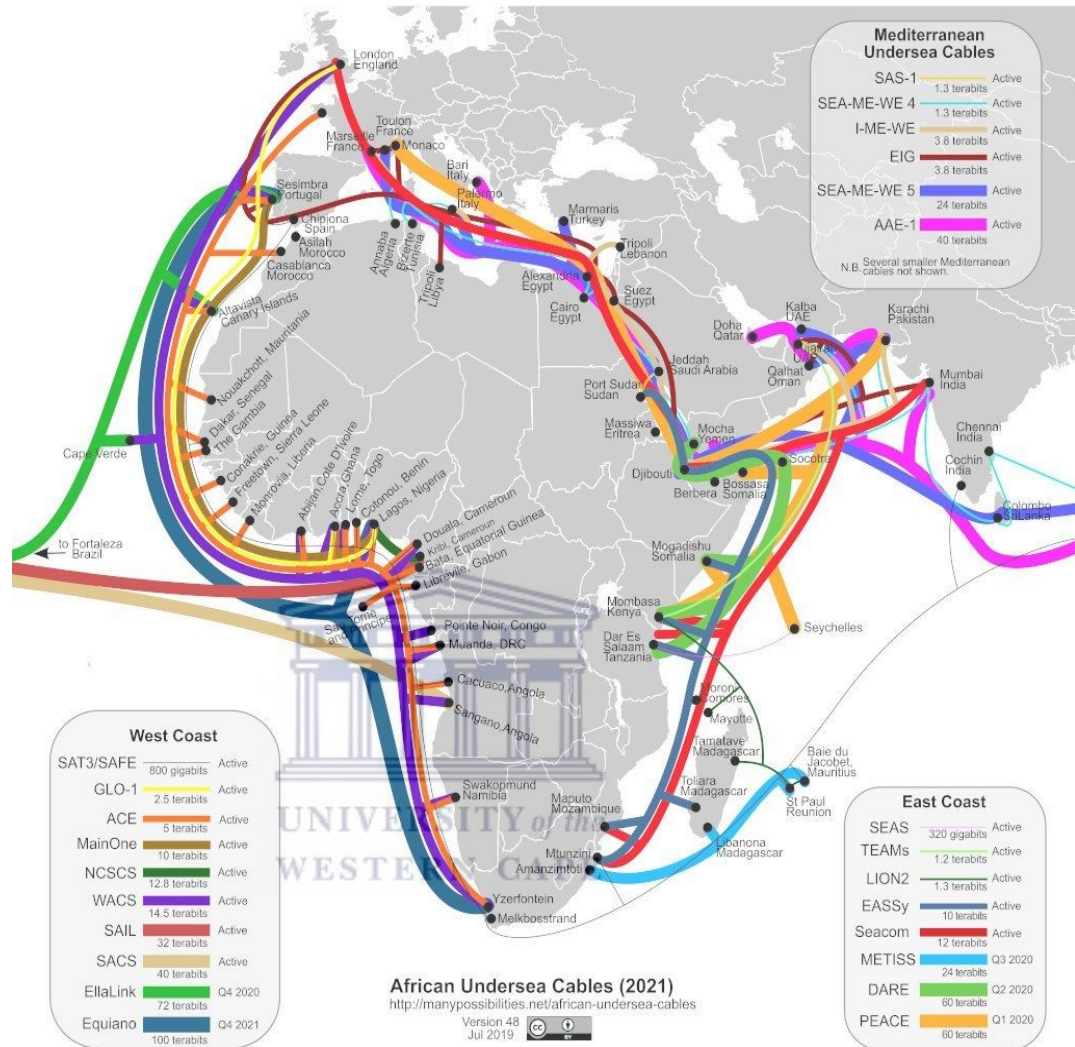 London
England
Toulon
France
Marseille
France
Monaco
Bari
Italy
Palermo
Italy
Sesimbra
Portugal
Chipiona
Spain
Asilah
Morocco
Casablanca
Morocco
Annaba
Algeria
Bizerte
Tunisia
Tripoli
Libya
Marmaris
Turkey
Tripoli
Lebanon
Alexandria
Egypt
Cairo
Egypt
Suez
Egypt
Altavista
Canary Islands
Nouakchott, Mauritania
Dakar, Senegal
The Gambia
Conakrie, Guinea
Freetown, Sierra Leone
Monrovia, Liberia
Abijan, Cote D'Ivoire
Accra, Ghana
Lome, Togo
Cotonou, Benin
Lagos, Nigeria
Douala, Cameroun
Kribi, Cameroun
Bata, Equatorial Guinea
Libreville, Gabon
Sao Tome
and Principe
Cape Verde
to Fortaleza
Brazil
Pointe Noir, Congo
Muanda, DRC
Cacuaco, Angola
Sangano, Angola
Swakopmund
Namibia
Yzerfontein
Melkbosstrand
Jeddah
Saudi Arabia
Port Sudan
Sudan
Massiwa
Eritrea
Mocha
Yemen
Djibouti
Berbera
Bossasa
Somalia
Socotra
Doha
Qatar
Kalba
UAE
UAE
Qalhat
Oman
Karachi
Pakistan
Mumbai
India
Chennai
India
Cochin
India
Colombo
Sri Lanka
Mogadishu
Somalia
Mombasa
Kenya
Dar Es
Salaam
Tanzania
Seychelles
Moroni
Comores
Mayotte
Tamatave
Madagascar
Baie du
Jacobet,
Mauritius
St Paul
Reunion
Toliara
Madagascar
Libanona
Madagascar
Maputo
Mozambique
Mtunzini
Amanzimtoti
UNIVERSITY of the
WESTERN CAPE
Mediterranean
Undersea Cables
SAS-1 Active
1.3 terabits
SEA-ME-WE 4 Active
1.3 terabits
I-ME-WE Active
3.8 terabits
EIG Active
3.8 terabits
SEA-ME-WE 5 Active
24 terabits
AAE-1 Active
40 terabits
N.B. Several smaller Mediterranean
cables not shown.
West Coast
SAT3/SAFE Active
800 gigabits
GLO-1 Active
2.5 terabits
ACE Active
5 terabits
MainOne Active
10 terabits
NCSCS Active
12.8 terabits
WACS Active
14.5 terabits
SAIL Active
32 terabits
SACS Active
40 terabits
EllaLink Q4 2020
72 terabits
Equiano Q4 2021
100 terabits
East Coast
SEAS Active
320 gigabits
TEAMs Active
1.2 terabits
LION2 Active
1.3 terabits
EASSy Active
10 terabits
Seacom Active
12 terabits
METISS Q3 2020
24 terabits
DARE Q2 2020
60 terabits
PEACE Q1 2020
60 terabits
African Undersea Cables (2021)
http://manypossibilities.net/african-undersea-cables
Version 48
Jul 2019
cc
BY